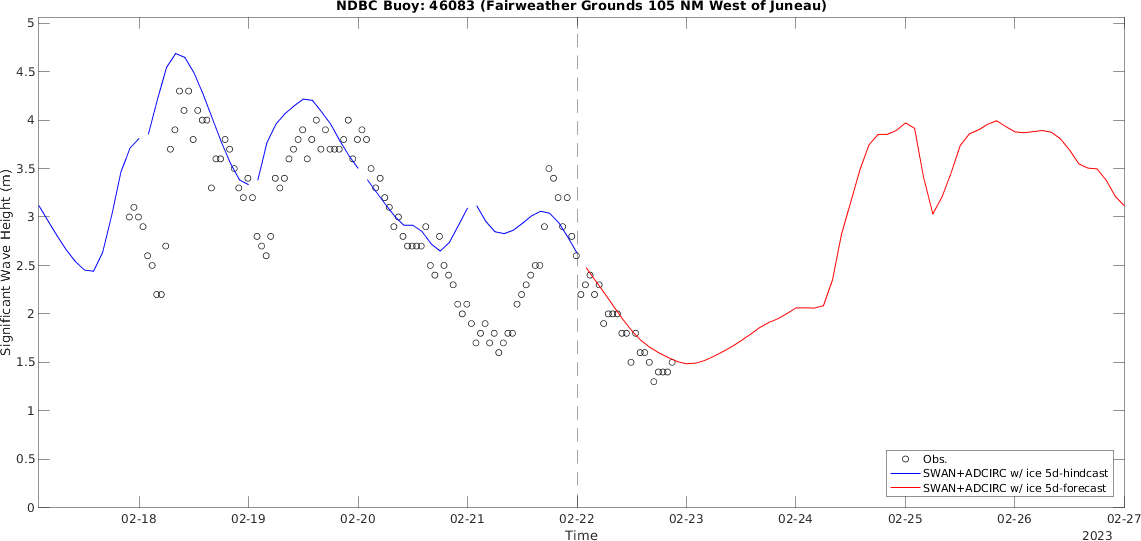 NDBC Buoy: 46083 (Fairweather Grounds 105 NM West of Juneau)
5
4.5
4
3.5
3
2.5
2
1.5
1
0.5
0
Significant Wave Height (m)
Obs.
SWAN+ADCIRC w/ ice 5d-hindcast
SWAN+ADCIRC w/ ice 5d-forecast
02-18 02-19 02-20 02-21 02-22 02-23 02-24 02-25 02-26 02-27
Time
2023